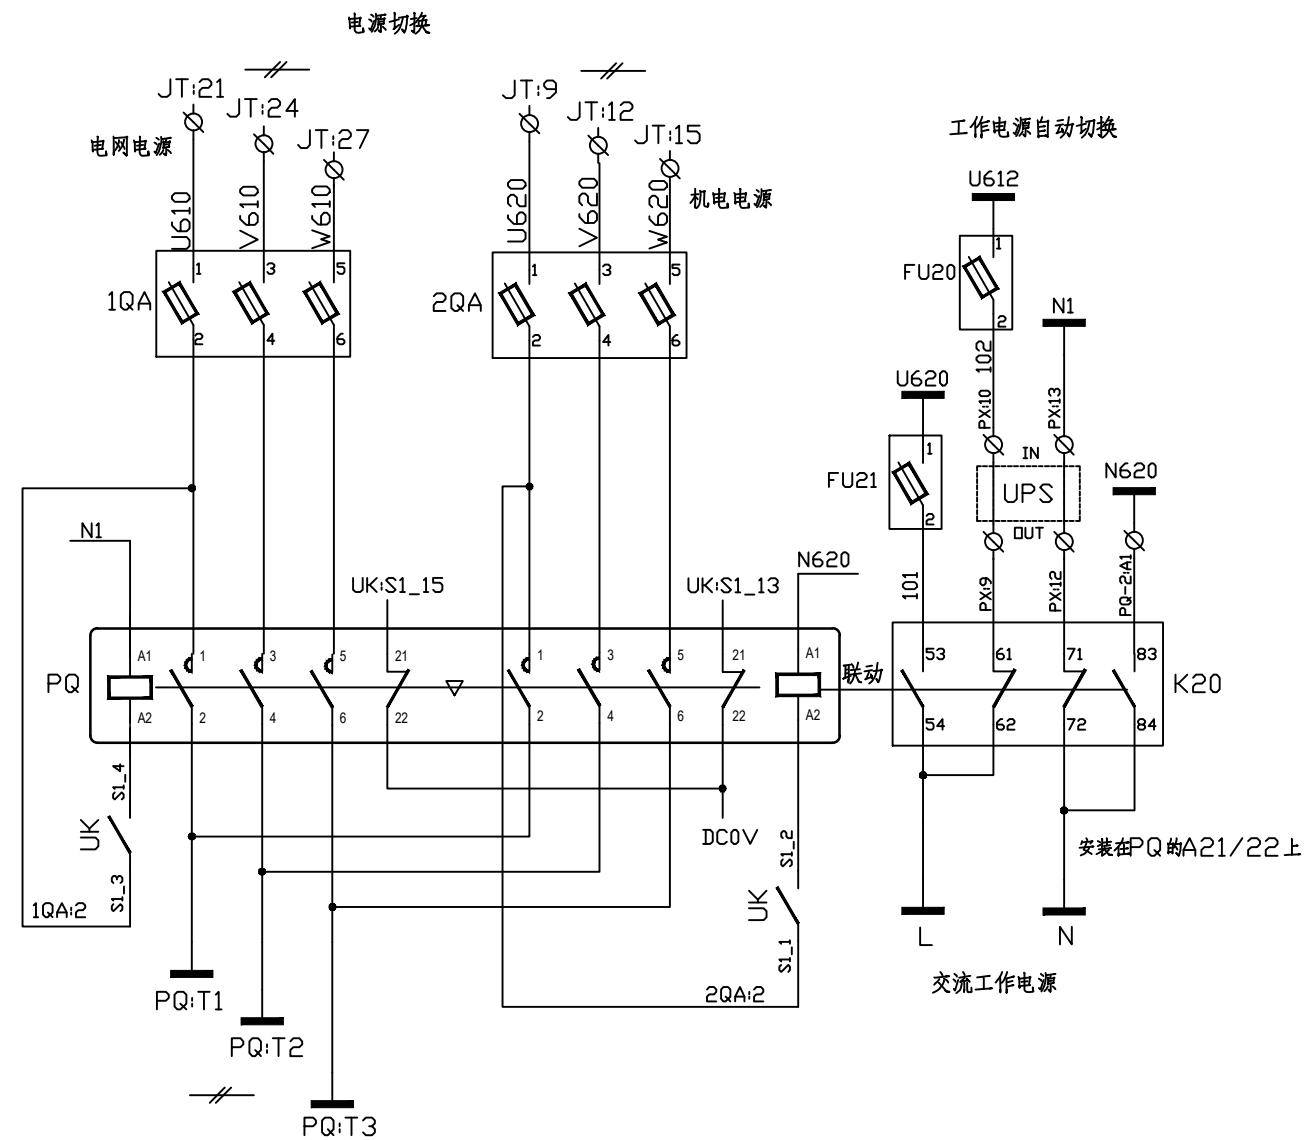 电源切换
JT:21
JT:24
JT:27
电网电源
U610
V610
W610
JT:9
JT:12
JT:15
机电电源
U620
V620
W620
1QA
1
3
5
2
4
6
2QA
1
3
5
2
4
6
工作电源自动切换
U612
FU20
1
2
102
N1
U620
FU21
1
2
101
PX:10
PX:13
IN
UPS
OUT
PX:9
PX:12
N620
PQ-2:A1
N1
UK:S1_15
UK:S1_13
N620
PQ
A1
1
3
5
21
1
3
5
21
A1
A2
2
4
6
22
2
4
6
22
A2
联动
53
61
71
83
K20
54
62
72
84
S1_4
UK
S1_3
1QA:2
DC0V
S1_2
UK
S1_1
2QA:2
安装在PQ的A21/22上
L
N
交流工作电源
PQ:T1
PQ:T2
PQ:T3